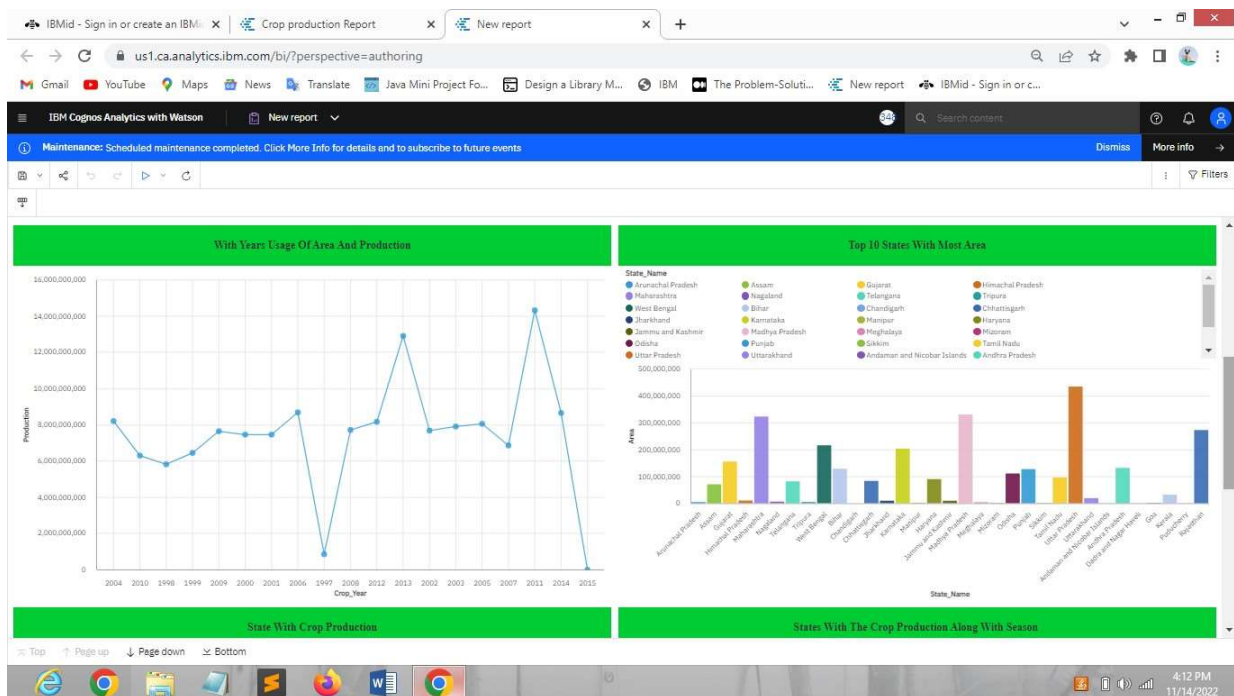 IBMid - Sign in or create an IBMi
Crop production Report
New report
us1.ca.analytics.ibm.com/bi/?perspective=authoring
Gmail YouTube Maps News Translate Java Mini Project Fo... Design a Library M... IBM The Problem-Soluti... New report IBMid - Sign in or c...
IBM Cognos Analytics with Watson New report Search content
Maintenance: Scheduled maintenance completed. Click More Info for details and to subscribe to future events Dismiss More info
Filters
With Years Usage Of Area And Production
16,000,000,000
14,000,000,000
12,000,000,000
10,000,000,000
8,000,000,000
6,000,000,000
4,000,000,000
2,000,000,000
0
Production
2004 2010 1998 1999 2009 2000 2001 2006 1997 2008 2012 2013 2002 2003 2005 2007 2011 2014 2015
Crop_Year
Top 10 States With Most Area
State_Name
Arunachal Pradesh Assam Gujarat Himachal Pradesh
Maharashtra Nagaland Telangana Tripura
West Bengal Bihar Chandigarh Chhattisgarh
Jharkhand Karnataka Manipur Haryana
Jammu and Kashmir Madhya Pradesh Meghalaya Mizoram
Odisha Punjab Sikkim Tamil Nadu
Uttar Pradesh Uttarakhand Andaman and Nicobar Islands Andhra Pradesh
500,000,000
400,000,000
300,000,000
200,000,000
100,000,000
0
Area
Arunachal Pradesh Assam Gujarat Himachal Pradesh Maharashtra Nagaland Telangana Tripura West Bengal Bihar Chandigarh Chhattisgarh Jharkhand Karnataka Manipur Haryana Jammu and Kashmir Madhya Pradesh Meghalaya Mizoram Odisha Punjab Sikkim Tamil Nadu Uttar Pradesh Uttarakhand Andaman and Nicobar Islands Andhra Pradesh Dadra and Nagar Haveli Goa Kerala Puducherry Rajasthan
State_Name
State With Crop Production
States With The Crop Production Along With Season
Top Page up Page down Bottom
4:12 PM
11/14/2022